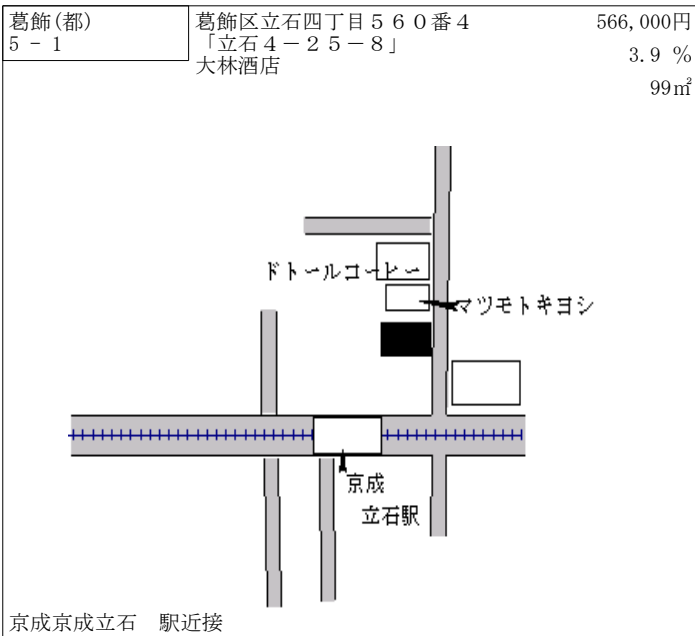 葛飾(都)
5 - 1
葛飾区立石四丁目５６０番４
「立石４－２５－８」
大林酒店
566,000円
3.9 %
99㎡
ドトールコーヒー
マツモトキヨシ
京成
立石駅
京成京成立石　駅近接